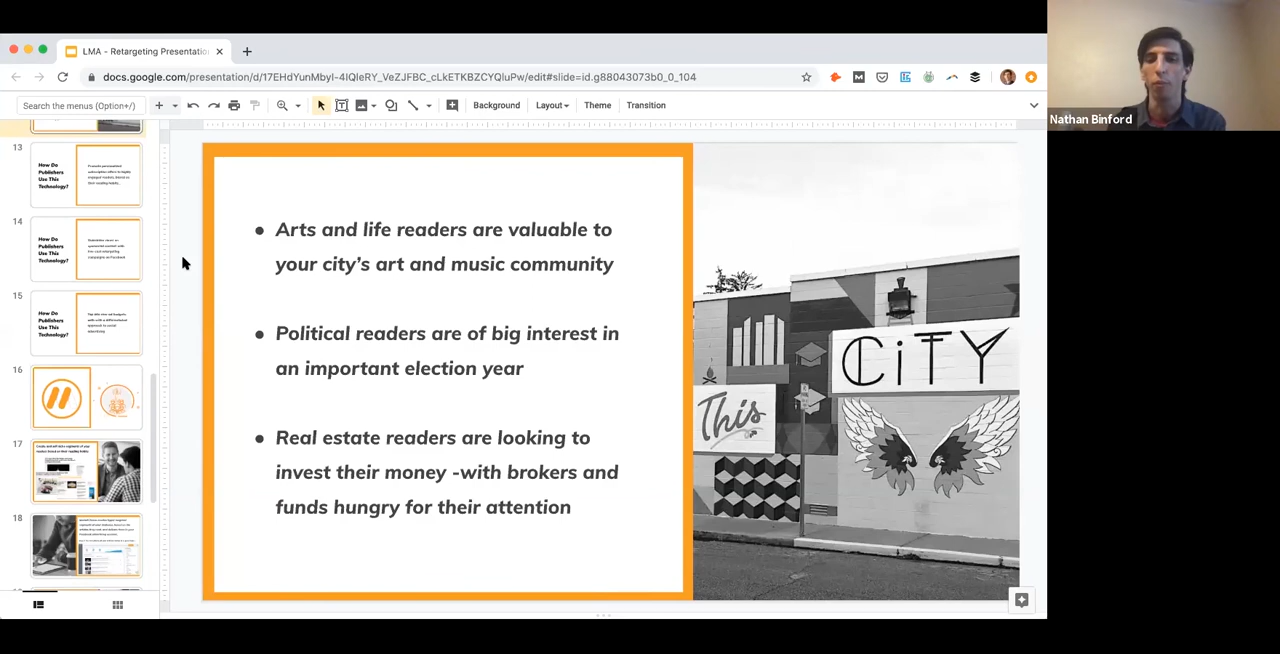 LMA - Retargeting Presentatio
docs.google.com/presentation/d/17EHdYunMbyI-4IQleRY_VeZJFBC_cLkETKBZCYQluPw/edit#slide=id.g88043073b0_0_104
Search the menus (Option+/)
Background
Layout
Theme
Transition
Nathan Binford
13
How Do
Publishers
Use This
Technology?
14
How Do
Publishers
Use This
Technology?
15
How Do
Publishers
Use This
Technology?
16
17
18
● Arts and life readers are valuable to
your city's art and music community
● Political readers are of big interest in
an important election year
● Real estate readers are looking to
invest their money -with brokers and
funds hungry for their attention
This
CiTY